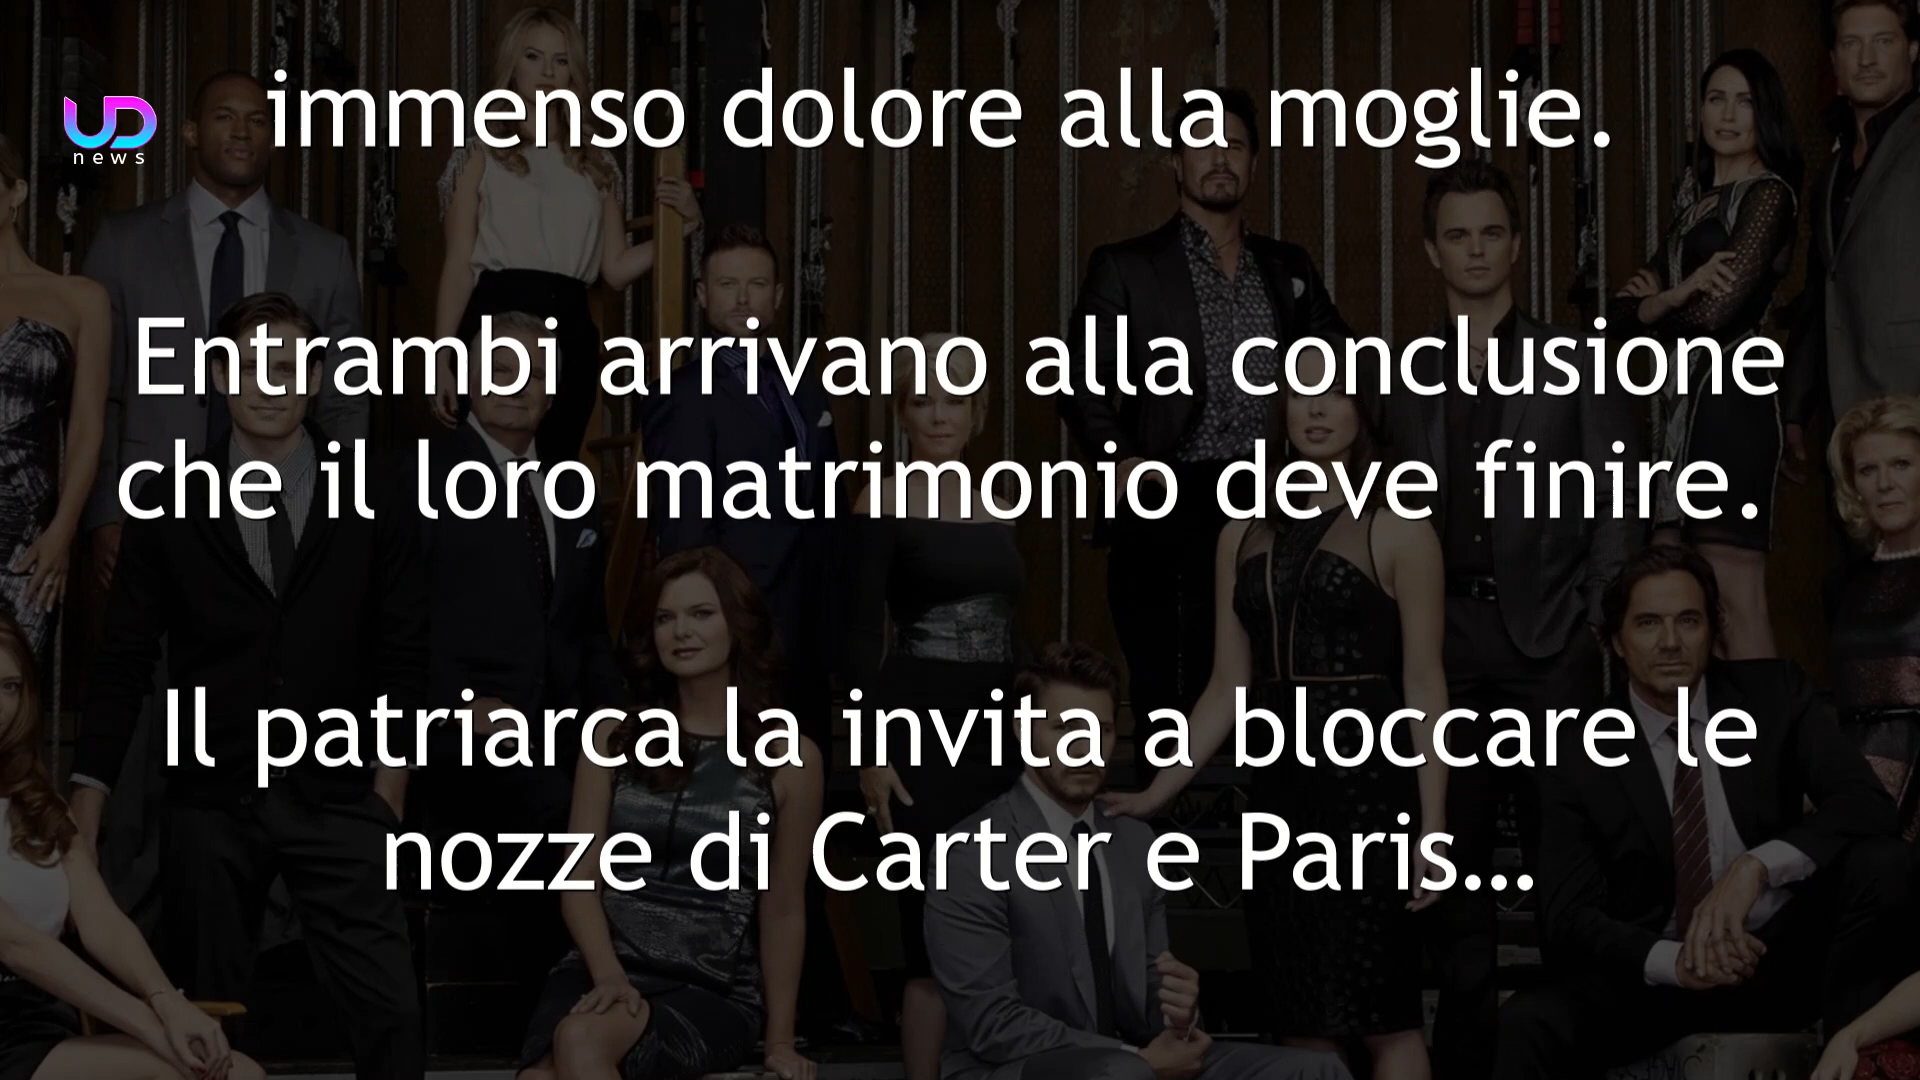 UD
news
immenso dolore alla moglie.
Entrambi arrivano alla conclusione
che il loro matrimonio deve finire.
Il patriarca la invita a bloccare le
nozze di Carter e Paris...